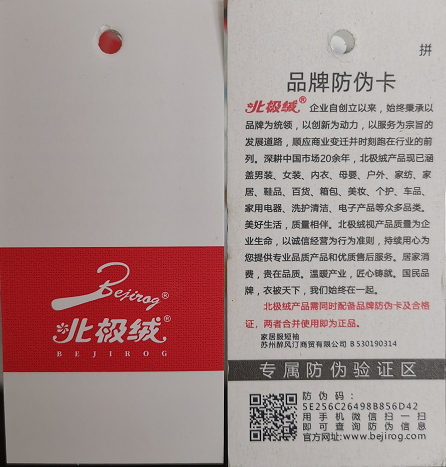 Bejirog®
北极绒®
BEJIROG
拼
品牌防伪卡
北极绒® 企业自创立以来，始终秉承以
品牌为统领，以创新为动力，以服务为宗旨的
发展道路，顺应商业变迁并时刻跑在行业的前
列。深耕中国市场20余年，北极绒产品现已涵
盖男装、女装、内衣、母婴、户外、家纺、家
居、鞋品、百货、箱包、美妆、个护、车品、
家用电器、洗护清洁、电子产品等众多品类。
美好生活，质量相伴。北极绒视产品质量为企
业生命，以诚信经营为行为准则，持续用心为
您提供专业品质产品和优质售后服务。居家消
费，贵在品质。温暖产业，匠心铸就。国民品
牌，衣被天下，我们始终在一起。
北极绒产品需同时配备品牌防伪卡及合格
证，两者合并使用即为正品。
家居服短袖
苏州醉风汀商贸有限公司 BS30190314
专属防伪验证区
防伪码：
5E256C26498B856D42
用手机微信扫一扫
即可查询防伪信息
官方网址:www.bejirog.com